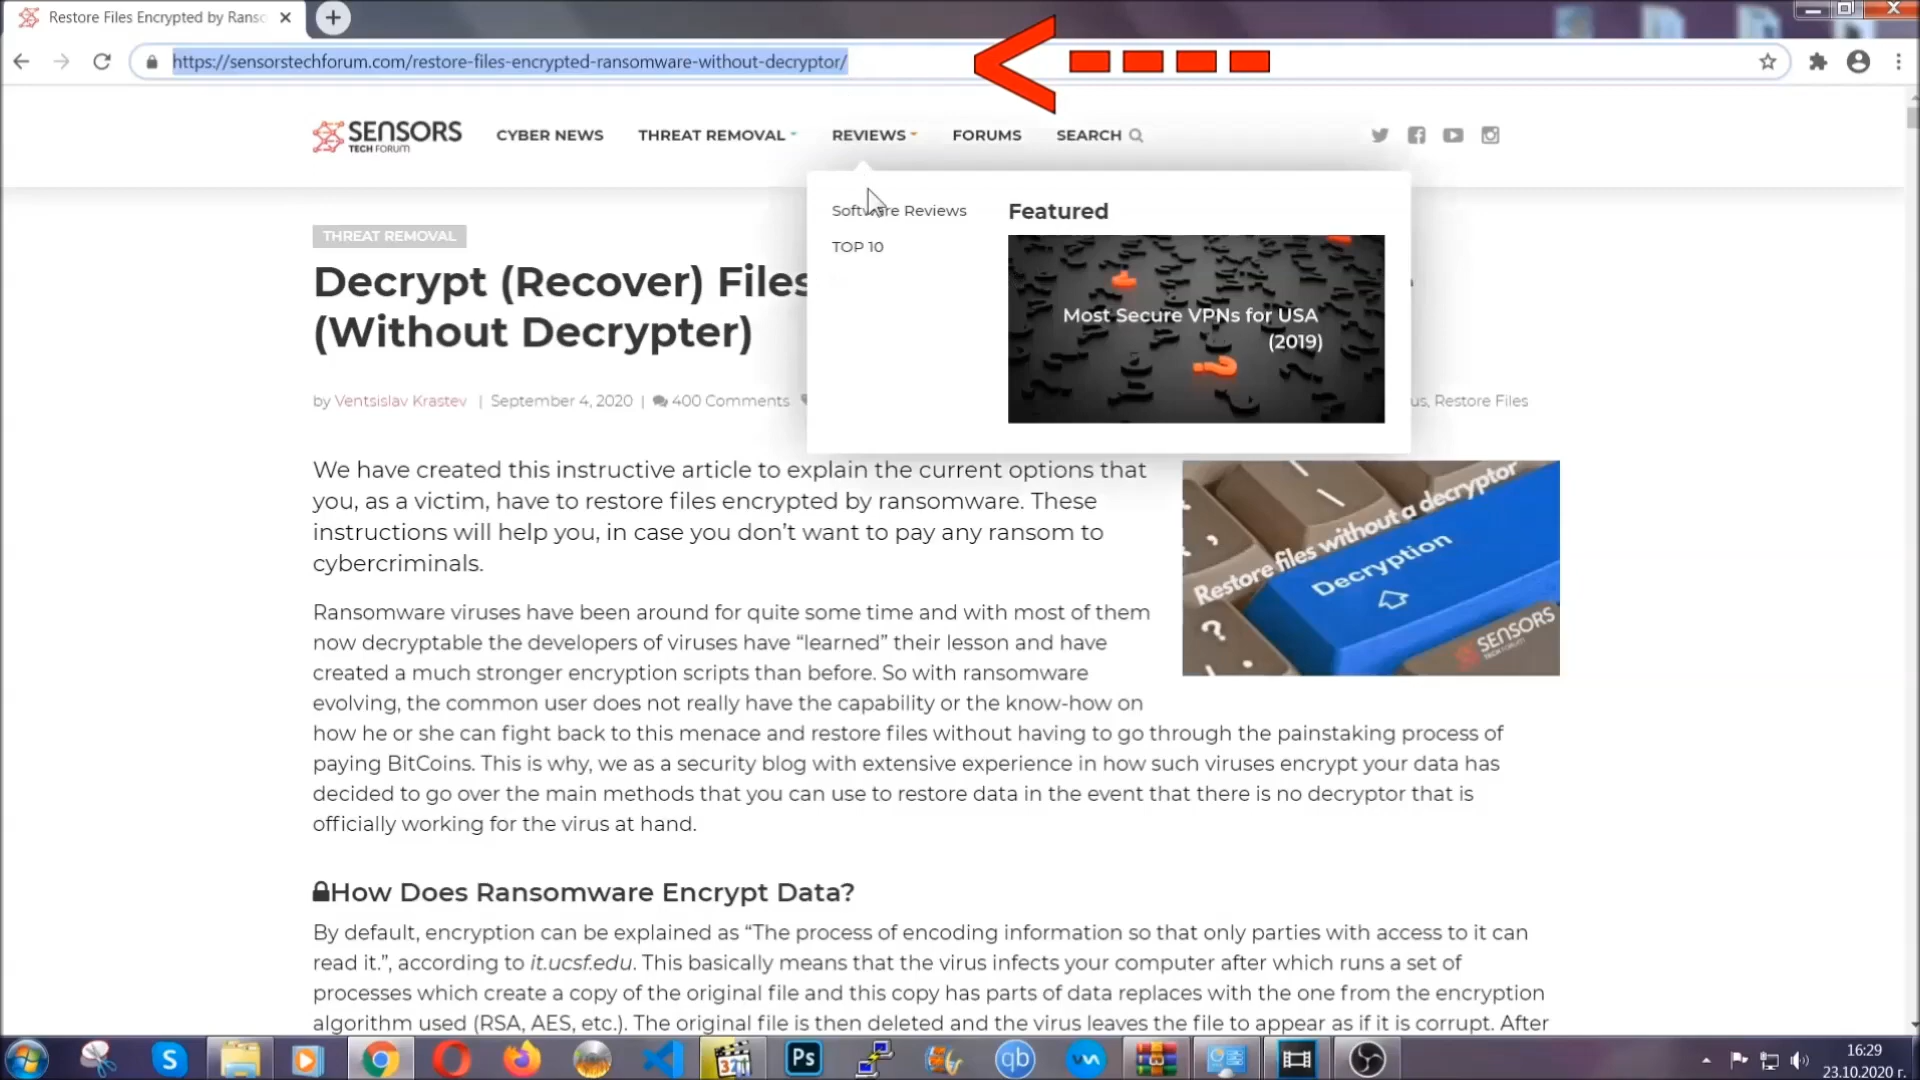 Restore Files Encrypted by Ranso
https://sensorstechforum.com/restore-files-encrypted-ransomware-without-decryptor/
SENSORS
TECH FORUM
CYBER NEWS
THREAT REMOVAL
REVIEWS
FORUMS
SEARCH
Software Reviews
TOP 10
Featured
Most Secure VPNs for USA
(2019)
THREAT REMOVAL
Decrypt (Recover) Files
(Without Decrypter)
by Ventsislav Krastev | September 4, 2020 | 400 Comments
us, Restore Files
We have created this instructive article to explain the current options that
you, as a victim, have to restore files encrypted by ransomware. These
instructions will help you, in case you don’t want to pay any ransom to
cybercriminals.
Restore files without a decryptor
Decryption
SENSORS
TECH FORUM
Ransomware viruses have been around for quite some time and with most of them
now decryptable the developers of viruses have “learned” their lesson and have
created a much stronger encryption scripts than before. So with ransomware
evolving, the common user does not really have the capability or the know-how on
how he or she can fight back to this menace and restore files without having to go through the painstaking process of
paying BitCoins. This is why, we as a security blog with extensive experience in how such viruses encrypt your data has
decided to go over the main methods that you can use to restore data in the event that there is no decryptor that is
officially working for the virus at hand.
How Does Ransomware Encrypt Data?
By default, encryption can be explained as “The process of encoding information so that only parties with access to it can
read it.”, according to it.ucsf.edu. This basically means that the virus infects your computer after which runs a set of
processes which create a copy of the original file and this copy has parts of data replaces with the one from the encryption
algorithm used (RSA, AES, etc.). The original file is then deleted and the virus leaves the file to appear as if it is corrupt. After
S
321
Ps
qb
16:29
23.10.2020 г.